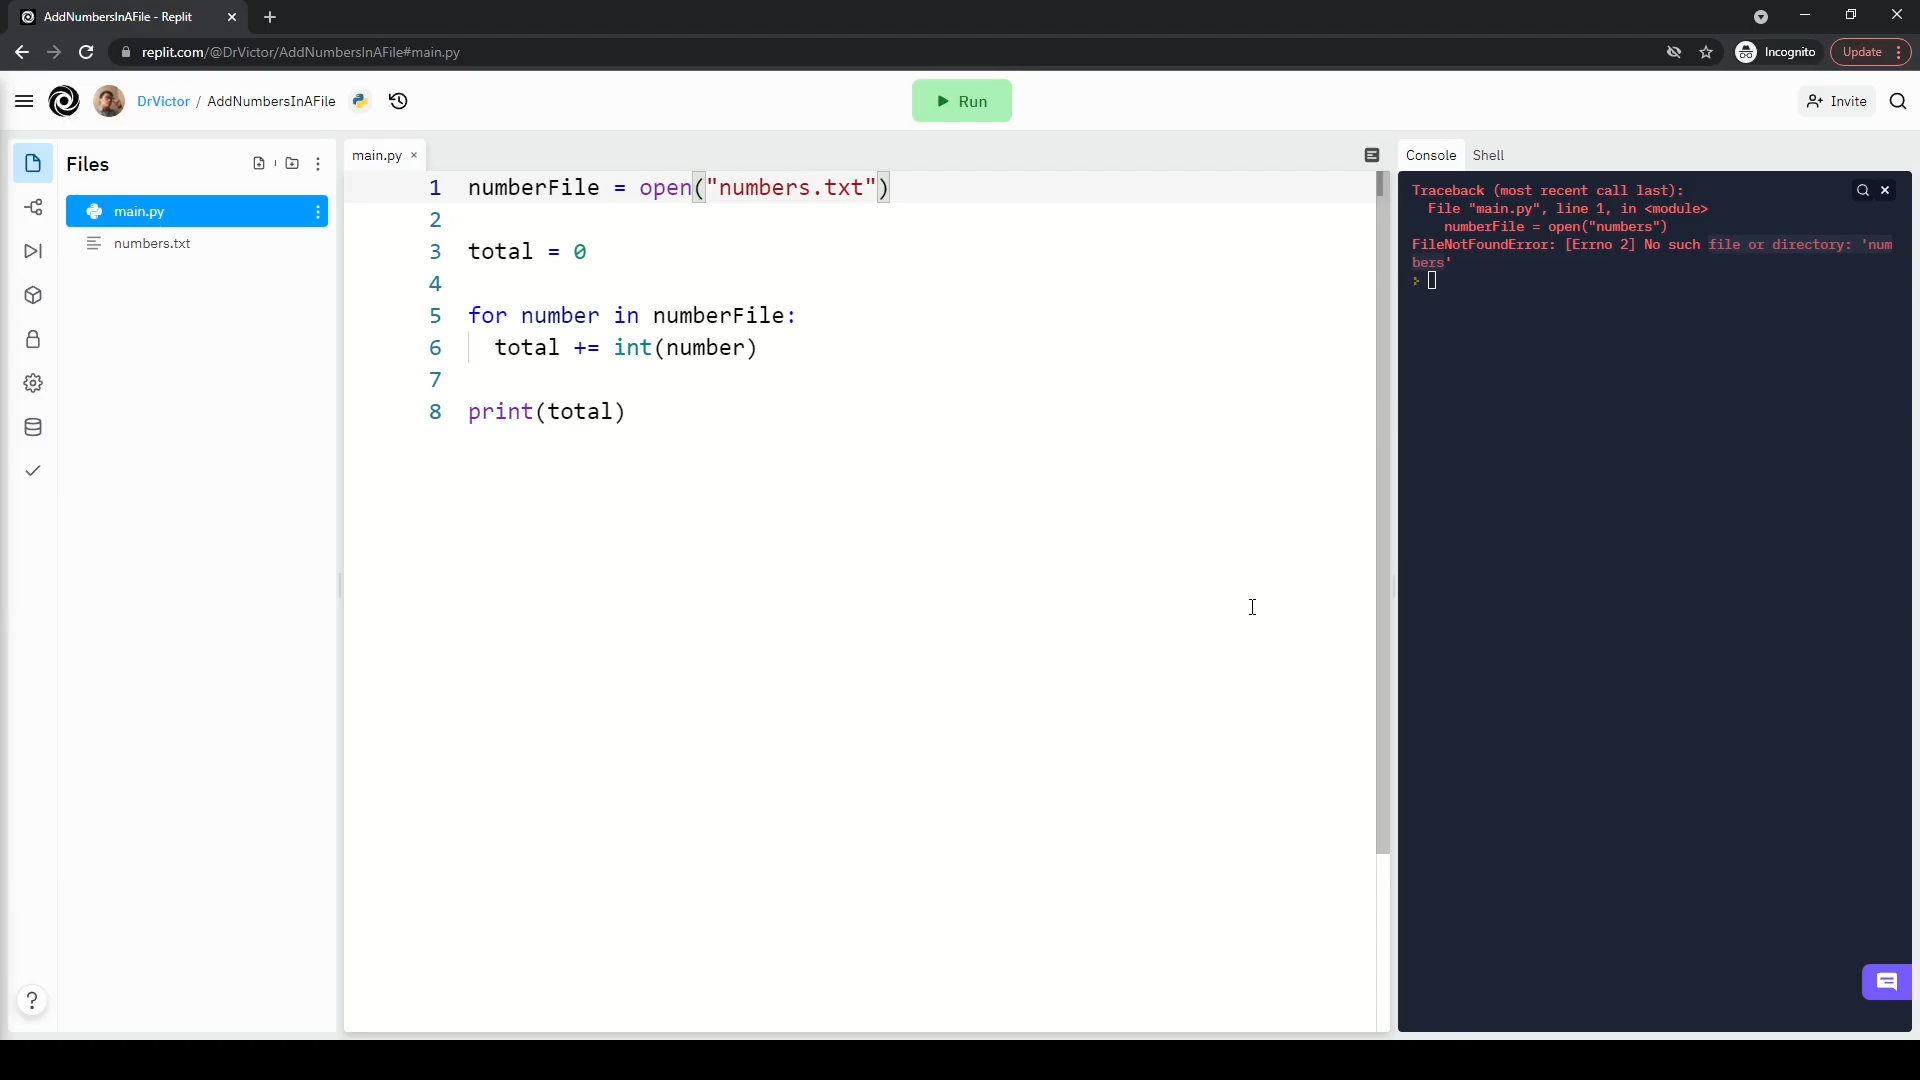 AddNumbersInAFile - Replit
replit.com/@DrVictor/AddNumbersInAFile#main.py
Incognito
Update
DrVictor / AddNumbersInAFile
Run
Invite
Files
main.py
numbers.txt
main.py
1 numberFile = open("numbers.txt")
2
3 total = 0
4
5 for number in numberFile:
6 total += int(number)
7
8 print(total)
Console
Shell
Traceback (most recent call last):
File "main.py", line 1, in <module>
numberFile = open("numbers")
FileNotFoundError: [Errno 2] No such file or directory: 'num
bers'
?